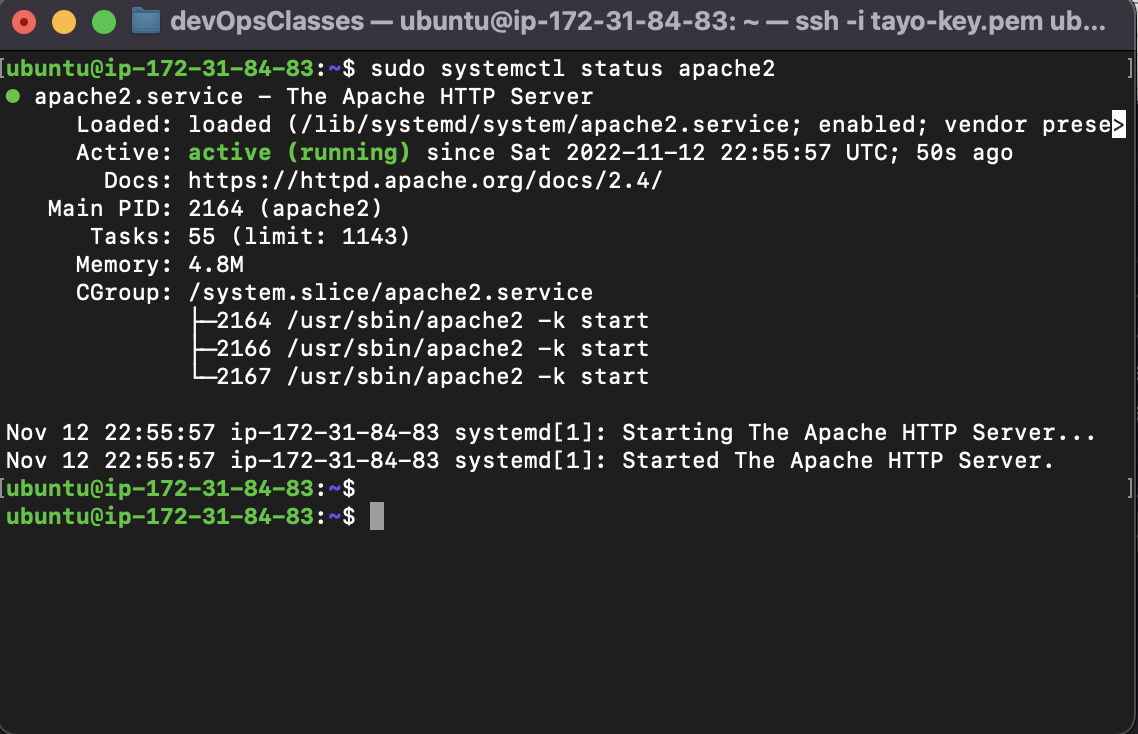 devOpsClasses — ubuntu@ip-172-31-84-83: ~ — ssh -i tayo-key.pem ub...
[ubuntu@ip-172-31-84-83:~$ sudo systemctl status apache2 ]
● apache2.service - The Apache HTTP Server
Loaded: loaded (/lib/systemd/system/apache2.service; enabled; vendor prese>
Active: active (running) since Sat 2022-11-12 22:55:57 UTC; 50s ago
Docs: https://httpd.apache.org/docs/2.4/
Main PID: 2164 (apache2)
Tasks: 55 (limit: 1143)
Memory: 4.8M
CGroup: /system.slice/apache2.service
├─2164 /usr/sbin/apache2 -k start
├─2166 /usr/sbin/apache2 -k start
└─2167 /usr/sbin/apache2 -k start
Nov 12 22:55:57 ip-172-31-84-83 systemd[1]: Starting The Apache HTTP Server...
Nov 12 22:55:57 ip-172-31-84-83 systemd[1]: Started The Apache HTTP Server.
[ubuntu@ip-172-31-84-83:~$ ]
ubuntu@ip-172-31-84-83:~$